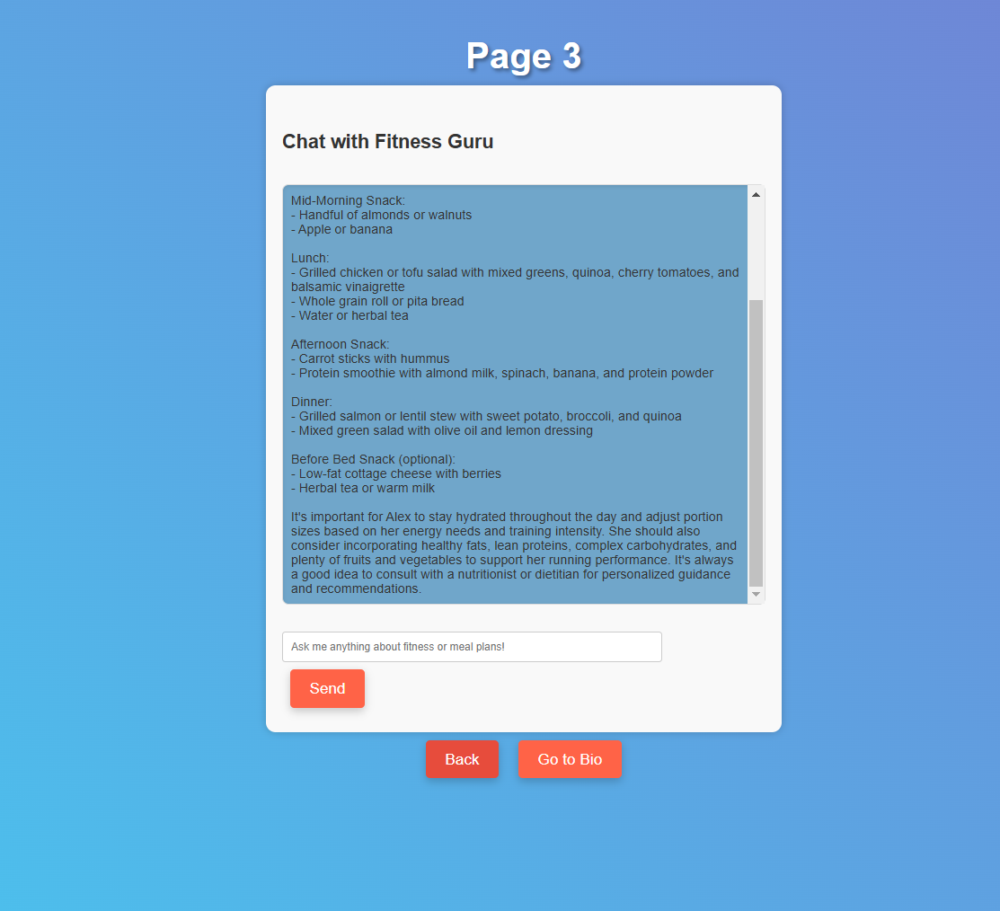 Page 3
Chat with Fitness Guru
Mid-Morning Snack:
- Handful of almonds or walnuts
- Apple or banana
Lunch:
- Grilled chicken or tofu salad with mixed greens, quinoa, cherry tomatoes, and
balsamic vinaigrette
- Whole grain roll or pita bread
- Water or herbal tea
Afternoon Snack:
- Carrot sticks with hummus
- Protein smoothie with almond milk, spinach, banana, and protein powder
Dinner:
- Grilled salmon or lentil stew with sweet potato, broccoli, and quinoa
- Mixed green salad with olive oil and lemon dressing
Before Bed Snack (optional):
- Low-fat cottage cheese with berries
- Herbal tea or warm milk
It's important for Alex to stay hydrated throughout the day and adjust portion
sizes based on her energy needs and training intensity. She should also
consider incorporating healthy fats, lean proteins, complex carbohydrates, and
plenty of fruits and vegetables to support her running performance. It's always
a good idea to consult with a nutritionist or dietitian for personalized guidance
and recommendations.
Ask me anything about fitness or meal plans!
Send
Back
Go to Bio